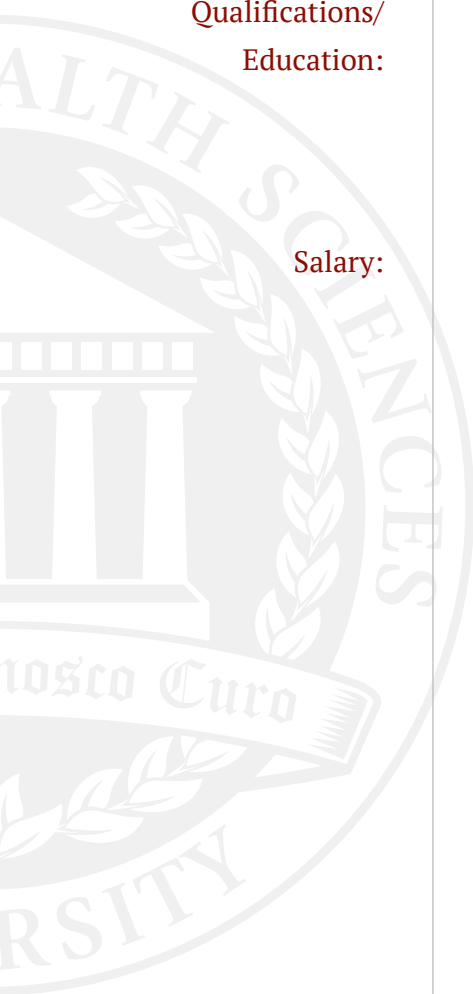 Qualifications/
Education:
Salary:
ALTH SCIENCES
nosco Curo
RSITY